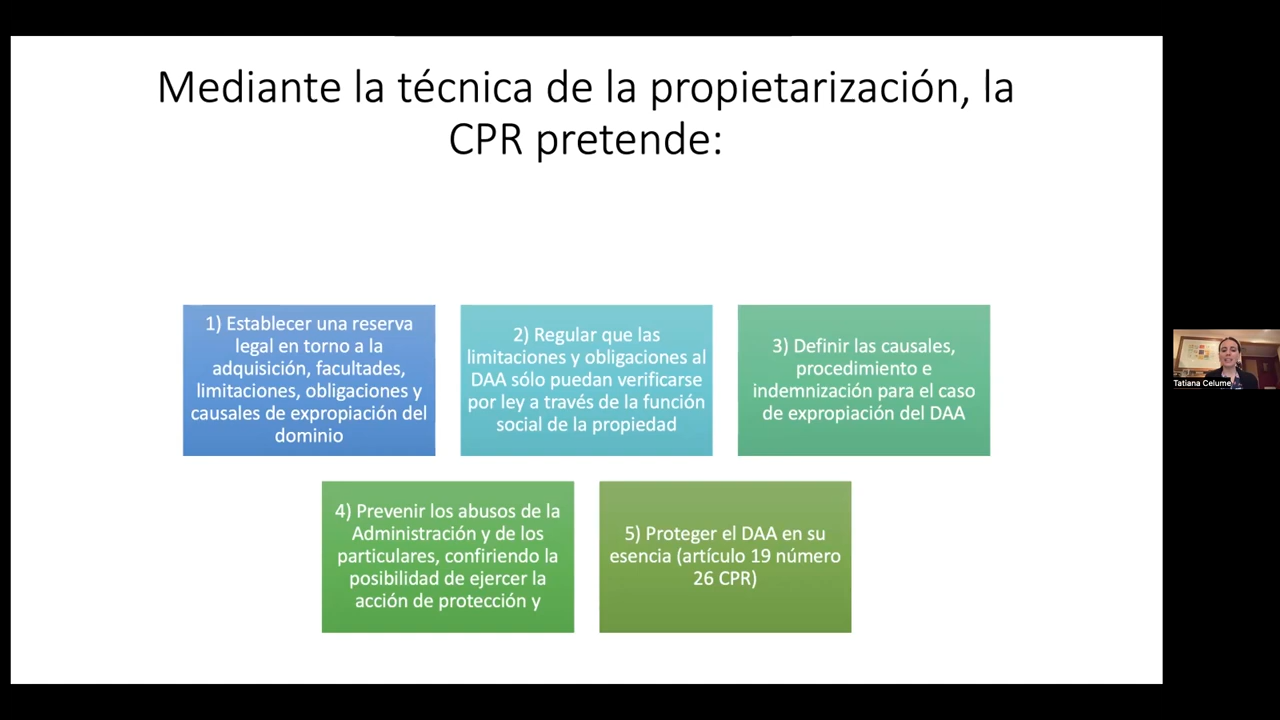 Mediante la técnica de la propietarización, la
CPR pretende:
1) Establecer una reserva
legal en torno a la
adquisición, facultades,
limitaciones, obligaciones y
causales de expropiación del
dominio
2) Regular que las
limitaciones y obligaciones al
DAA sólo puedan verificarse
por ley a través de la función
social de la propiedad
3) Definir las causales,
procedimiento e
indemnización para el caso
de expropiación del DAA
4) Prevenir los abusos de la
Administración y de los
particulares, confiriendo la
posibilidad de ejercer la
acción de protección y
5) Proteger el DAA en su
esencia (artículo 19 número
26 CPR)
Tatiana Celume